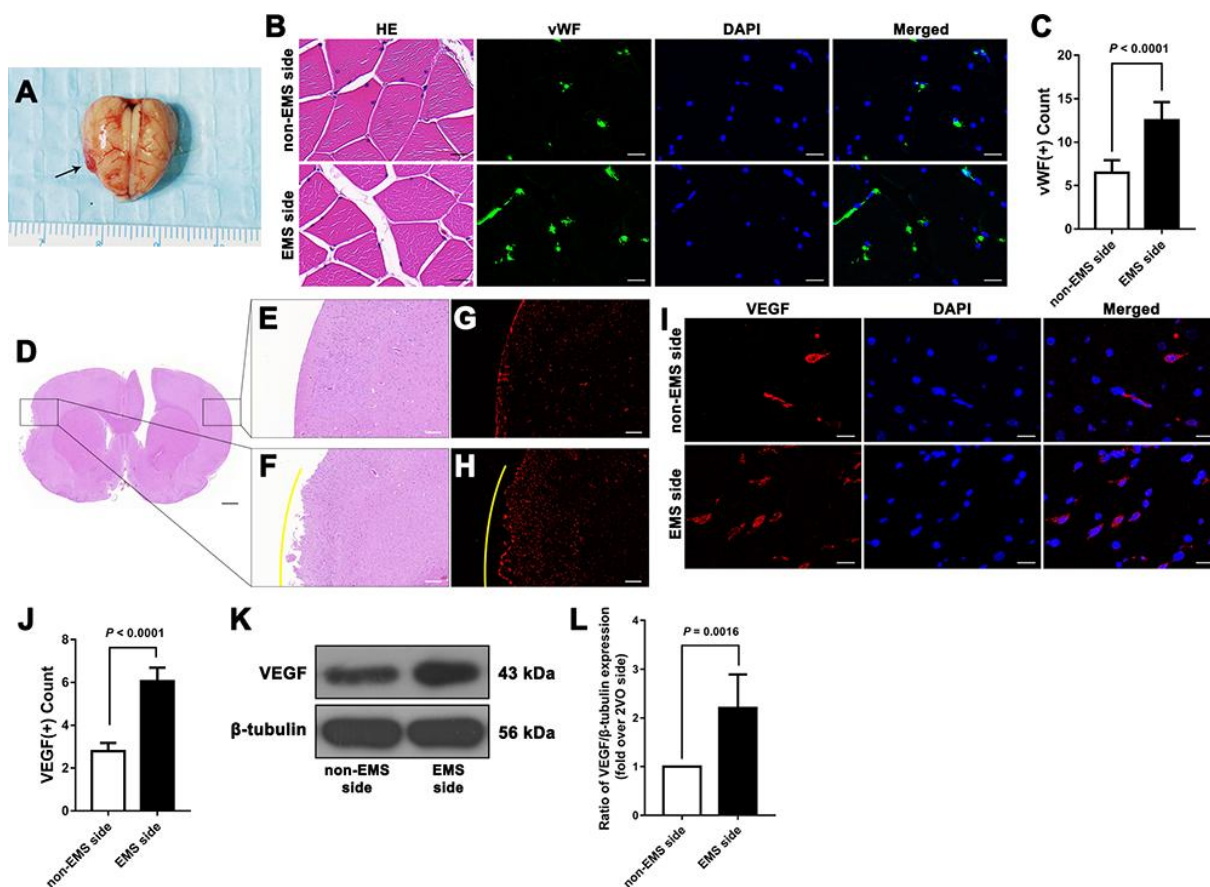 A
7 8 9
B
HE vWF DAPI Merged
non-EMS side
EMS side
C
P < 0.0001
vWF(+) Count
20
15
10
5
0
non-EMS side
EMS side
D
E
G
F
H
I
VEGF DAPI Merged
non-EMS side
EMS side
J
P < 0.0001
VEGF(+) Count
8
6
4
2
0
non-EMS side
EMS side
K
VEGF 43 kDa
β-tubulin 56 kDa
non-EMS
side
EMS
side
L
P = 0.0016
Ratio of VEGF/β-tubulin expression
(fold over 2VO side)
4
3
2
1
0
non-EMS side
EMS side